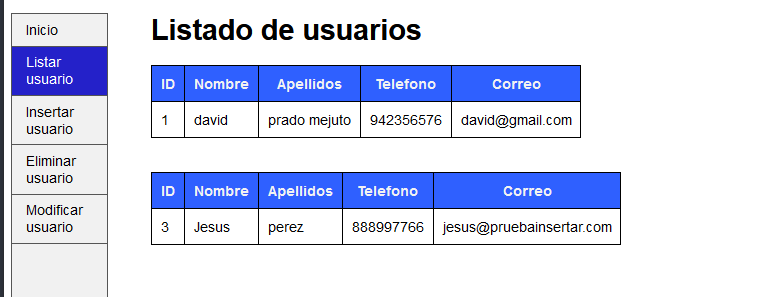 Inicio
Listar
usuario
Insertar
usuario
Eliminar
usuario
Modificar
usuario
Listado de usuarios
ID Nombre Apellidos Telefono Correo
1 david prado mejuto 942356576 david@gmail.com
ID Nombre Apellidos Telefono Correo
3 Jesus perez 888997766 jesus@pruebainsertar.com